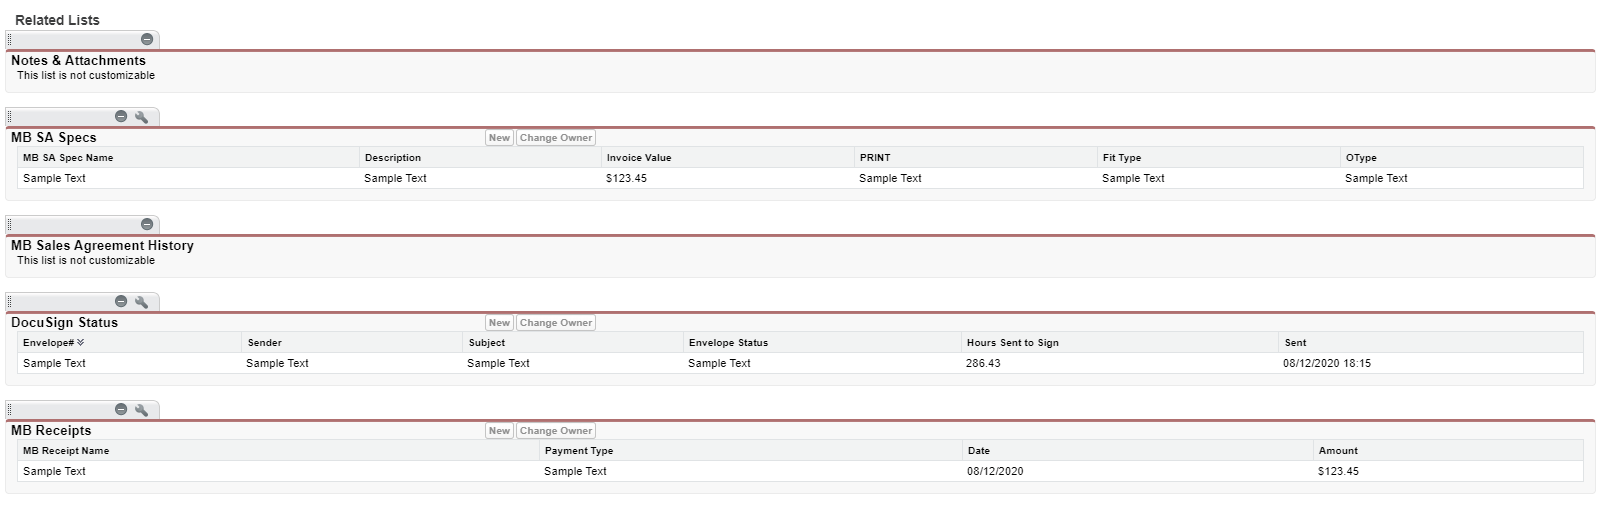 Related Lists
Notes & Attachments
This list is not customizable
MB SA Specs New Change Owner
MB SA Spec Name Description Invoice Value PRINT Fit Type OType
Sample Text Sample Text $123.45 Sample Text Sample Text Sample Text
MB Sales Agreement History
This list is not customizable
DocuSign Status New Change Owner
Envelope# Sender Subject Envelope Status Hours Sent to Sign Sent
Sample Text Sample Text Sample Text Sample Text 286.43 08/12/2020 18:15
MB Receipts New Change Owner
MB Receipt Name Payment Type Date Amount
Sample Text Sample Text 08/12/2020 $123.45